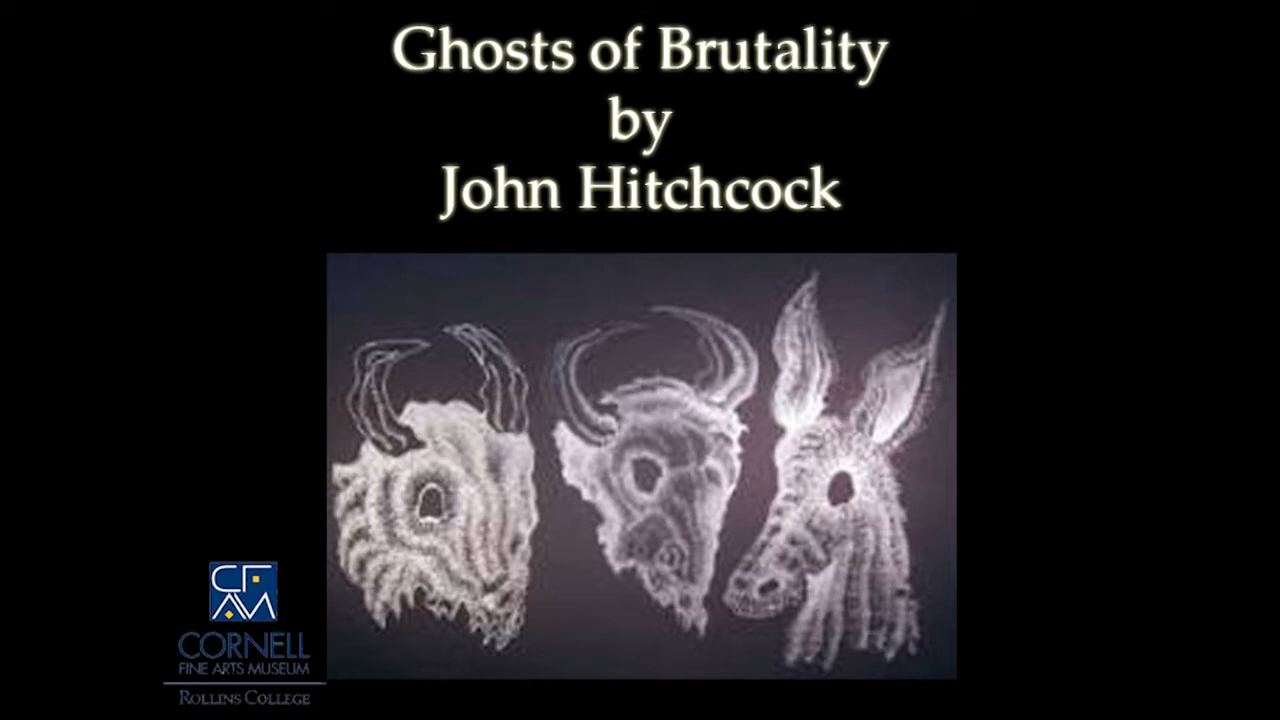 Ghosts of Brutality
by
John Hitchcock
CFAM
CORNELL
FINE ARTS MUSEUM
ROLLINS COLLEGE